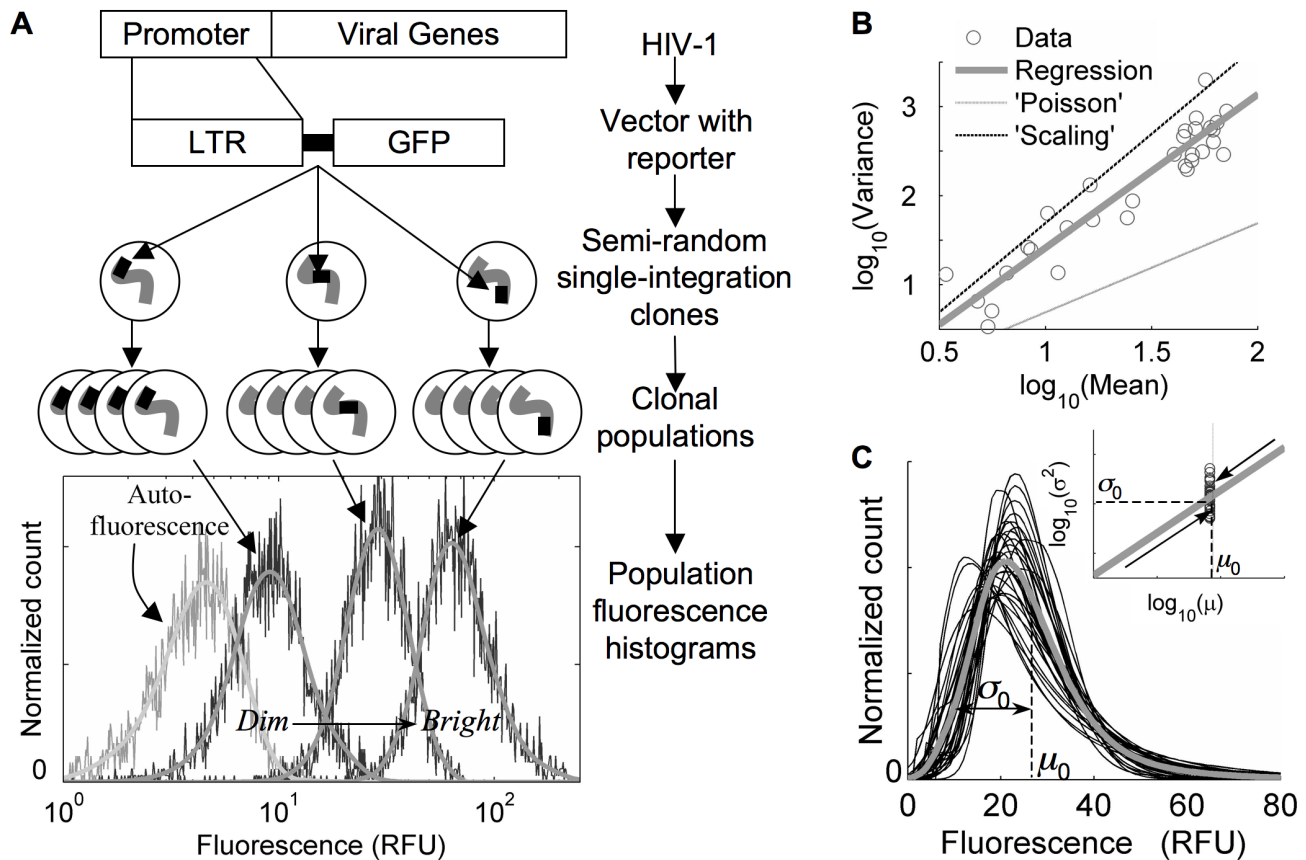 A
Promoter
Viral Genes
LTR
GFP
HIV-1
Vector with
reporter
Semi-random
single-integration
clones
Clonal
populations
Population
fluorescence
histograms
Auto-
fluorescence
Dim
Bright
Normalized count
0
10^0
10^1
10^2
Fluorescence (RFU)
B
Data
Regression
'Poisson'
'Scaling'
log10(Variance)
3
2
1
0.5
1
1.5
2
log10(Mean)
C
Normalized count
0
σ0
μ0
0
20
40
60
80
Fluorescence (RFU)
log10(σ²)
σ0
μ0
log10(μ)